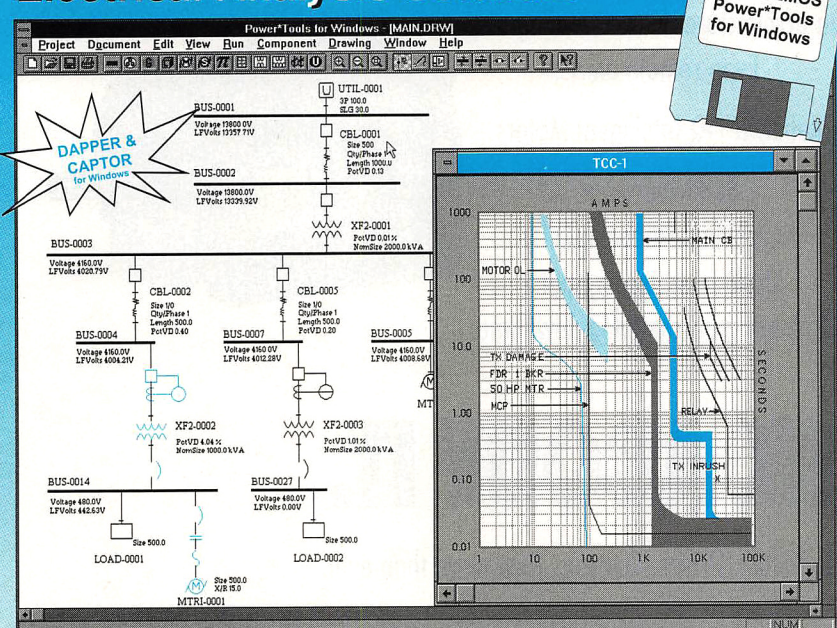 Power*Tools
for Windows
Power*Tools for Windows - [MAIN.DRW]
Project Document Edit View Run Component Drawing Window Help
DAPPER &
CAPTOR
for Windows
UTIL-0001
3P 100.0
SLG 30.0
BUS-0001
Voltage 13800.0V
LFVolts 13357.71V
CBL-0001
Size 500
Qty/Phase 1
Length 1000.0
PctVD 0.13
BUS-0002
Voltage 13800.0V
LFVolts 13339.92V
XF2-0001
PctVD 0.01%
NomSize 2000.0 kVA
BUS-0003
Voltage 4160.0V
LFVolts 4020.79V
CBL-0002
Size 1/0
Qty/Phase 1
Length 500.0
PctVD 0.40
CBL-0005
Size 1/0
Qty/Phase 1
Length 500.0
PctVD 0.20
BUS-0004
Voltage 4160.0V
LFVolts 4004.21V
BUS-0007
Voltage 4160.0V
LFVolts 4012.28V
BUS-0005
Voltage 4160.0V
LFVolts 4008.58V
M
MT
XF2-0002
PctVD 4.04%
NomSize 1000.0 kVA
XF2-0003
PctVD 1.01%
NomSize 2000.0 kVA
BUS-0014
Voltage 480.0V
LFVolts 442.63V
BUS-0027
Voltage 480.0V
LFVolts 0.00V
Size 500.0
LOAD-0001
Size 500.0
LOAD-0002
M
Size 500.0
X/R 15.0
MTRI-0001
TCC-1
AMPS
1000
100
10.0
1.00
0.10
0.01
MAIN CB
MOTOR OL
TX DAMAGE
FDR 1 BKR
50 HP MTR
MCP
RELAY
TX INRUSH
X
SECONDS
1 10 100 1K 10K 100K
NUM